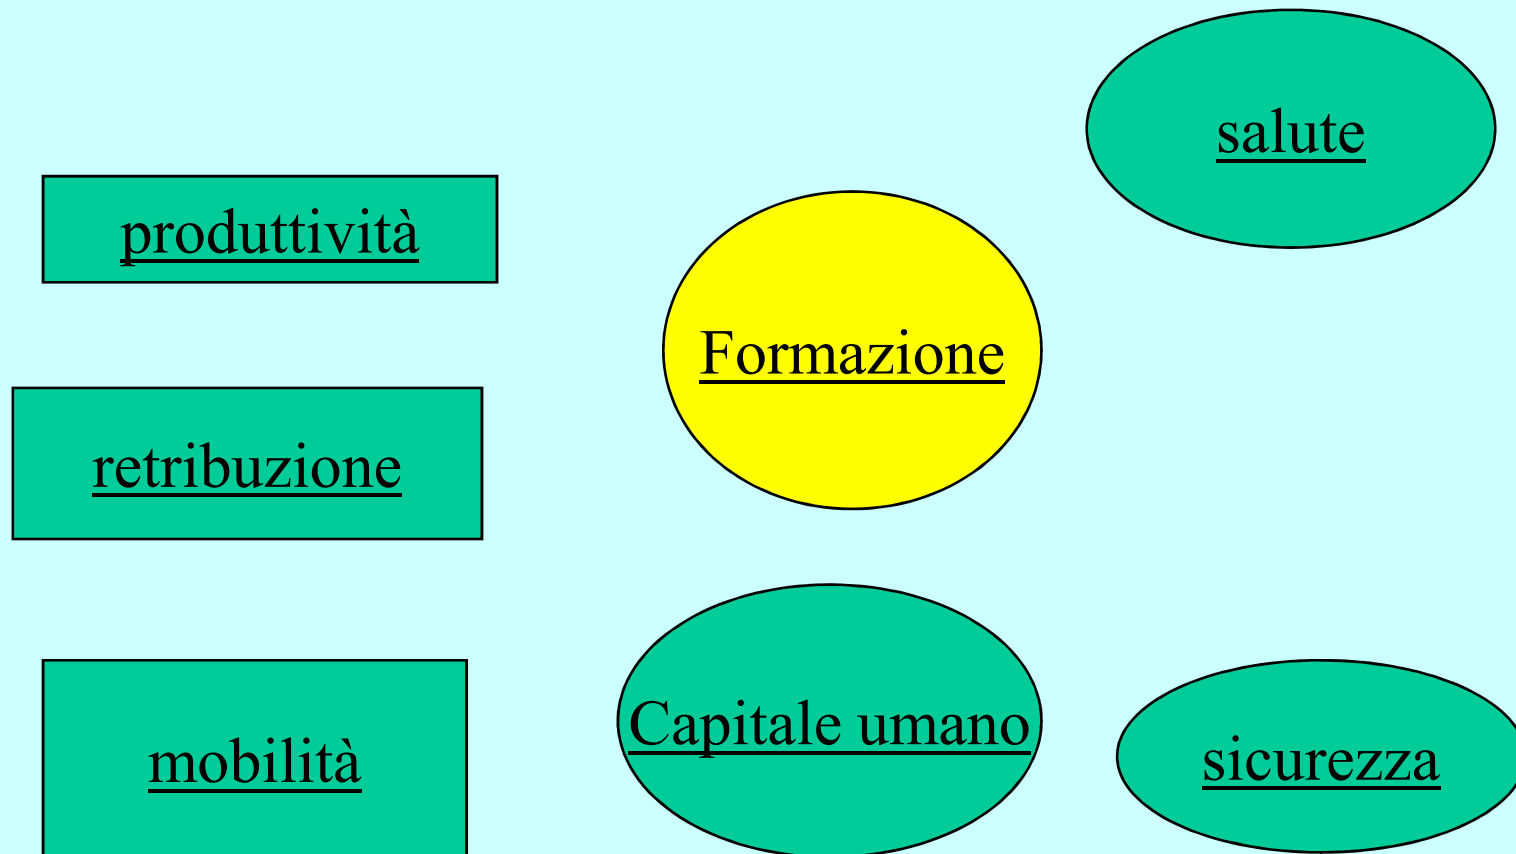 salute
produttività
Formazione
retribuzione
Capitale umano
mobilità
sicurezza